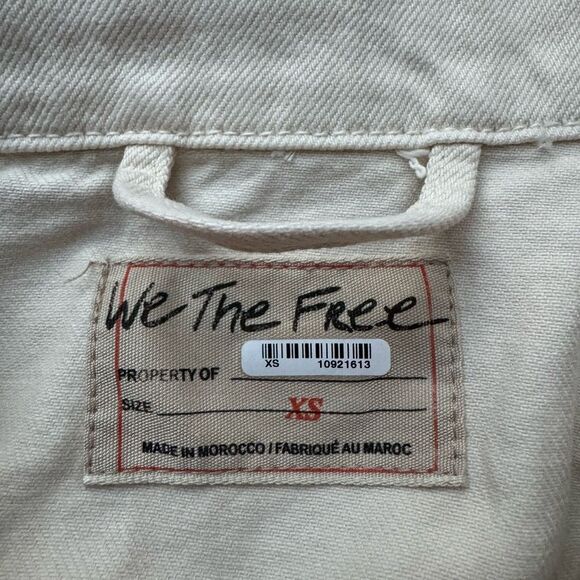 We The Free
XS 10921613
PROPERTY OF
SIZE XS
MADE IN MOROCCO / FABRIQUÉ AU MAROC